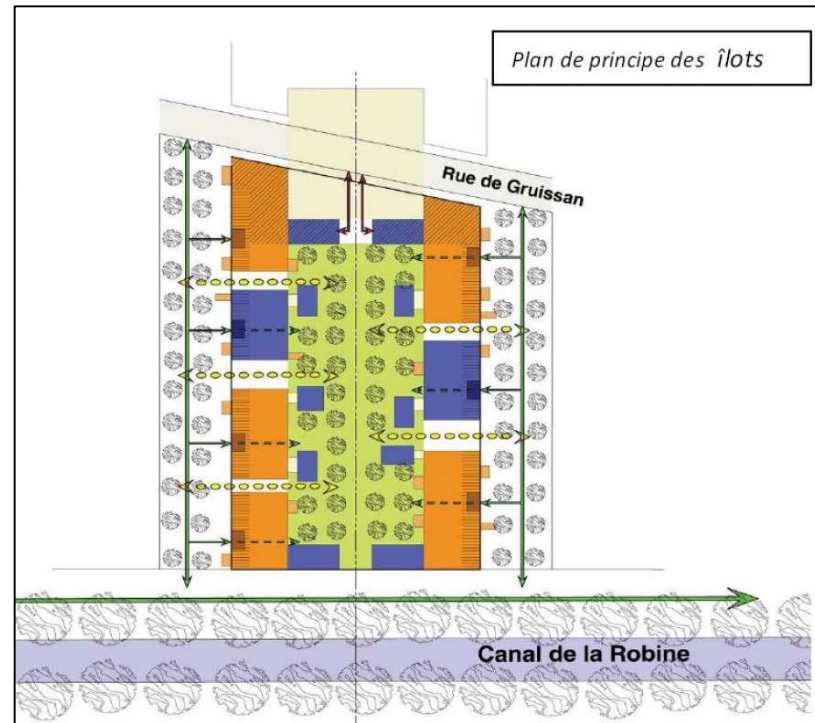 Plan de principe des îlots
Rue de Gruissan
Canal de la Robine